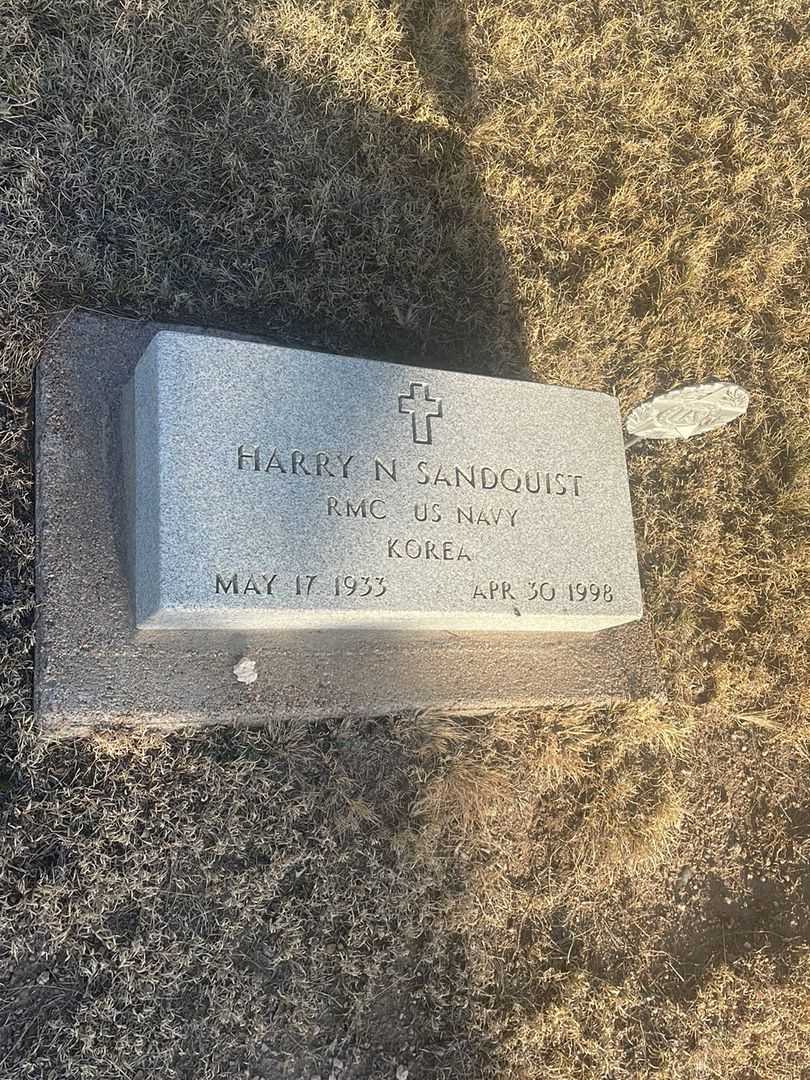 HARRY N SANDQUIST
RMC US NAVY
KOREA
MAY 17 1933 APR 30 1998